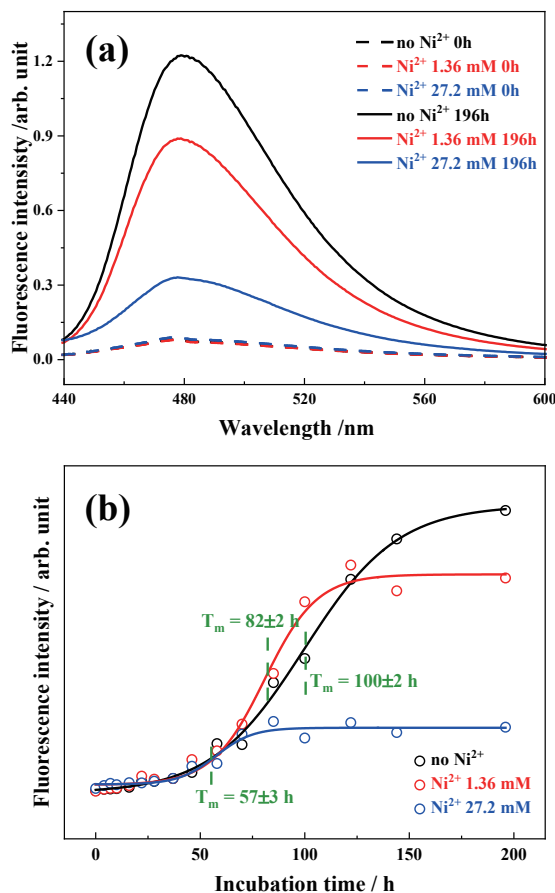 (a)
no Ni²⁺ 0h
Ni²⁺ 1.36 mM 0h
Ni²⁺ 27.2 mM 0h
no Ni²⁺ 196h
Ni²⁺ 1.36 mM 196h
Ni²⁺ 27.2 mM 196h
Fluorescence intensisty /arb. unit
1.2
0.9
0.6
0.3
0.0
440 480 520 560 600
Wavelength /nm
(b)
Fluorescence intensity / arb. unit
Tₘ = 82±2 h
Tₘ = 100±2 h
Tₘ = 57±3 h
no Ni²⁺
Ni²⁺ 1.36 mM
Ni²⁺ 27.2 mM
0 50 100 150 200
Incubation time / h